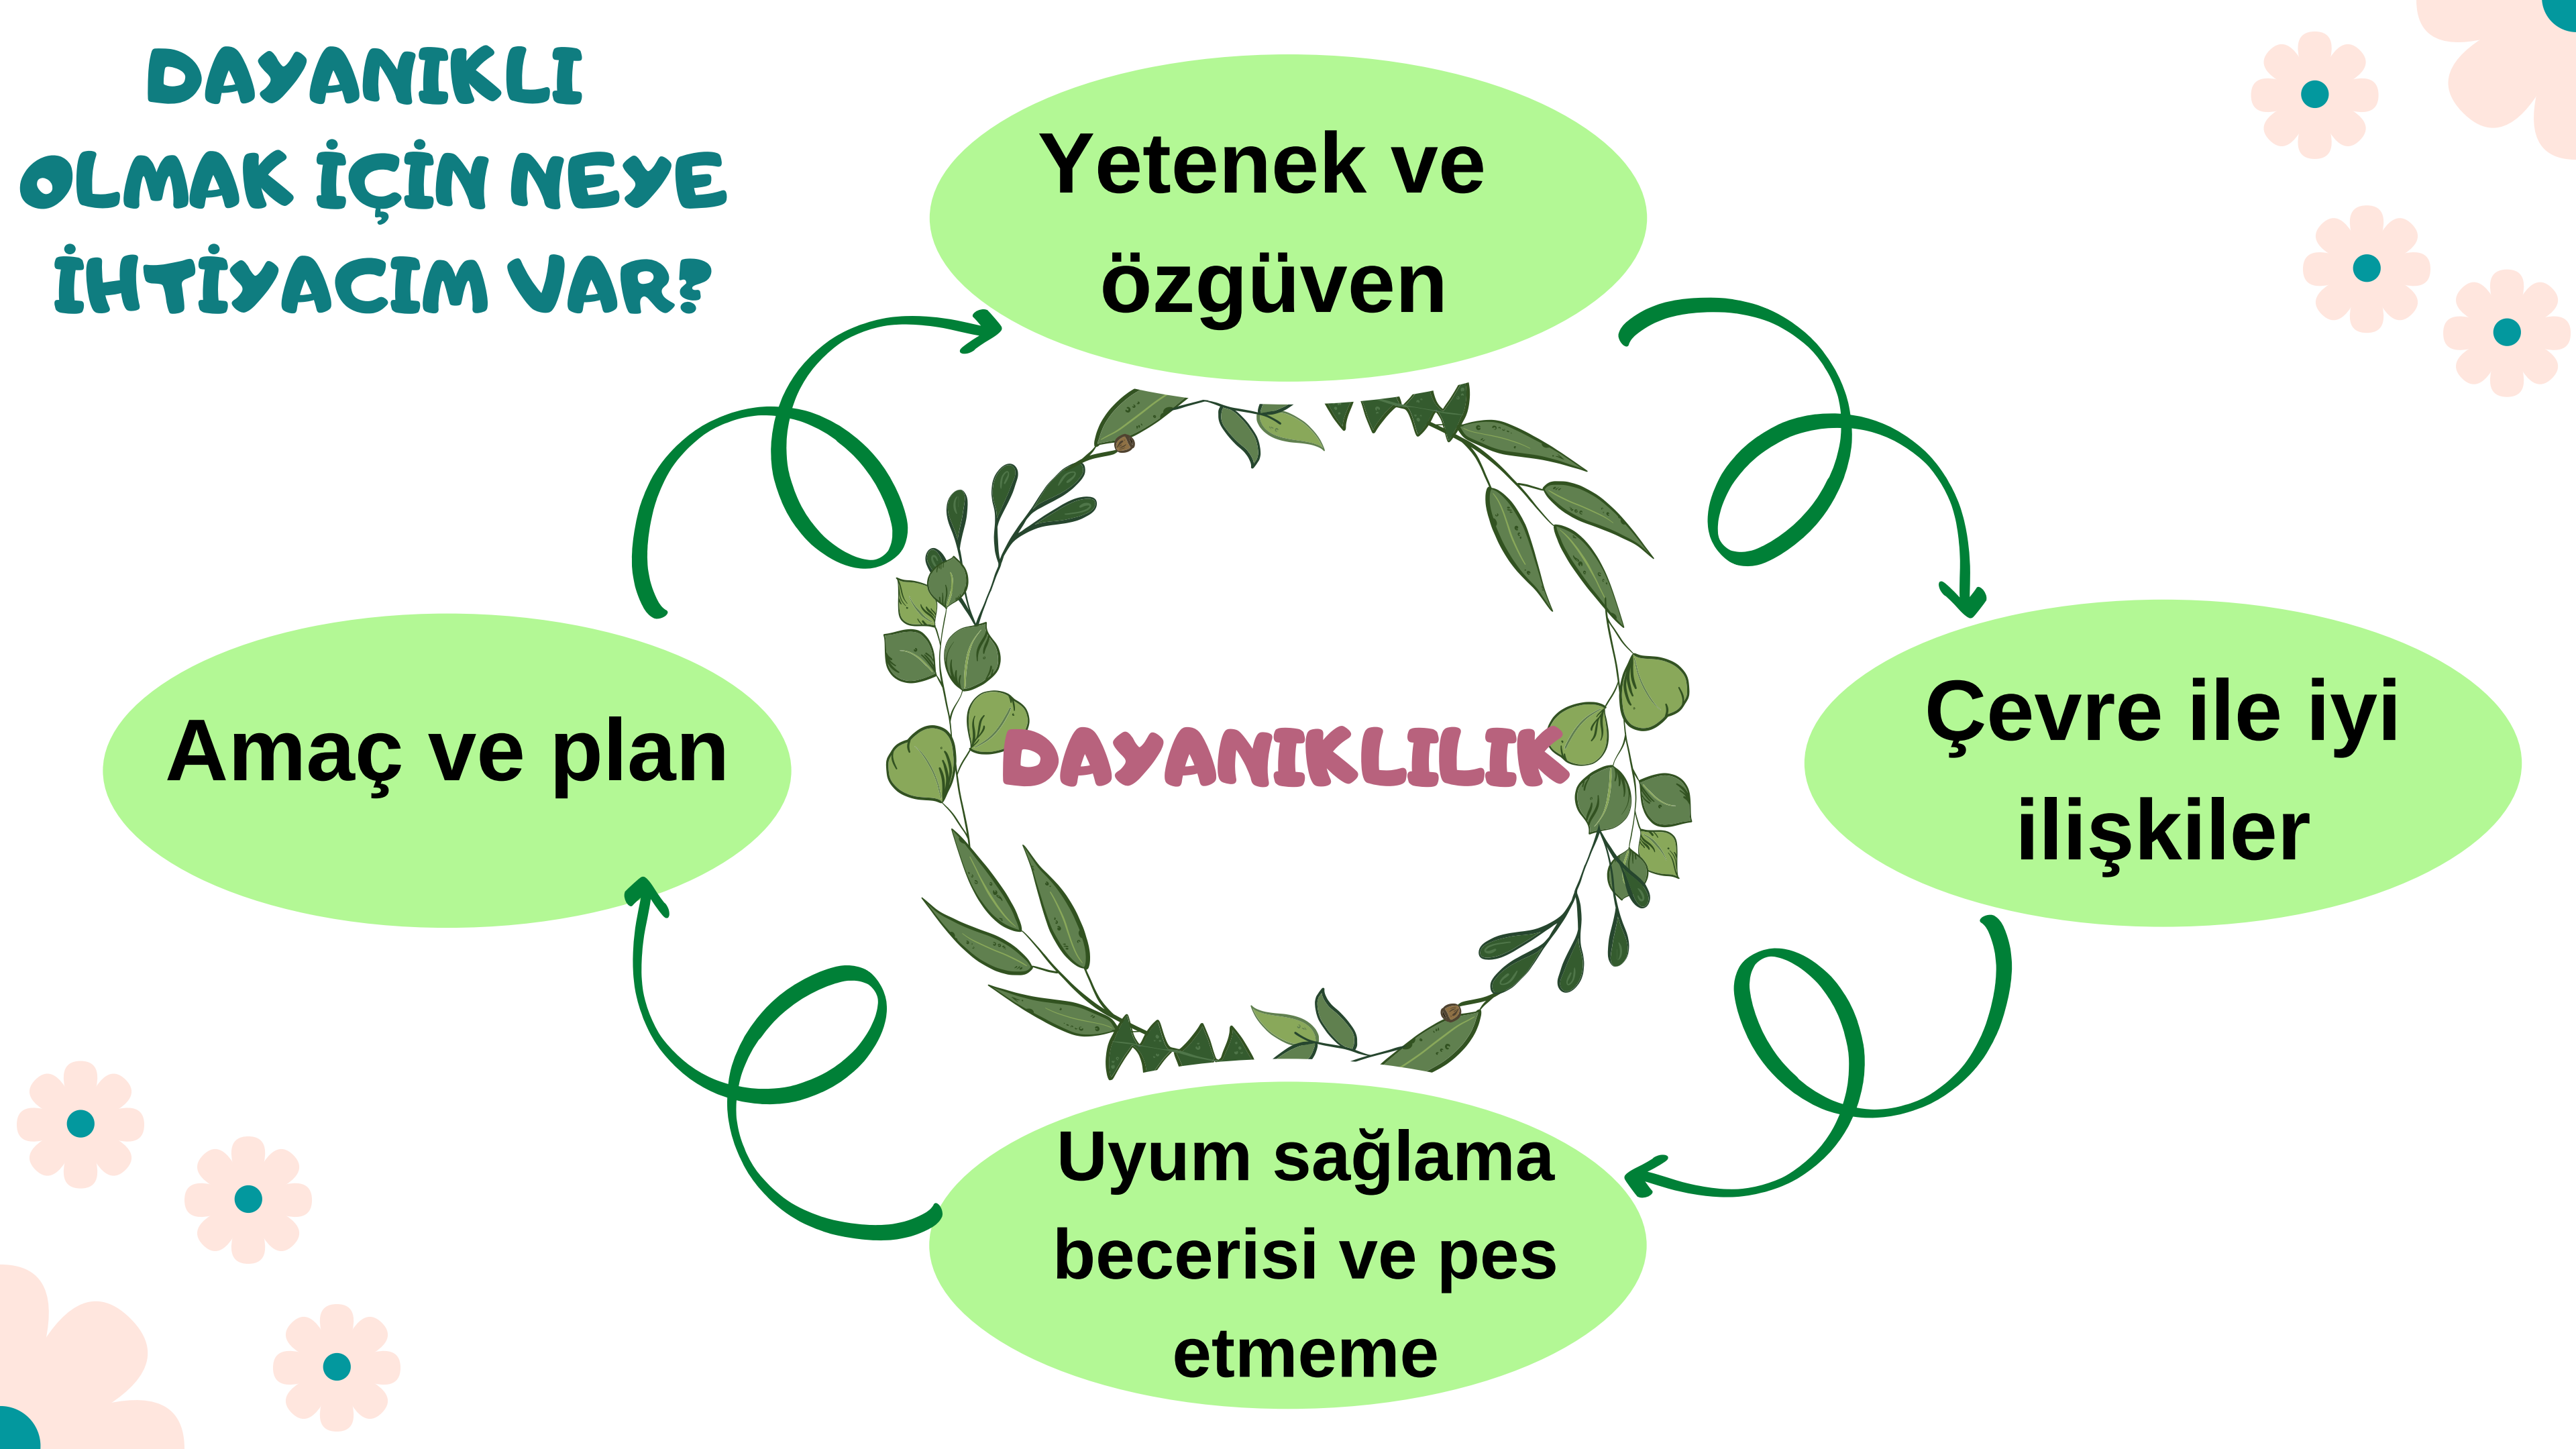 DAYANIKLI
OLMAK İÇİN NEYE
İHTİYACIM VAR?
Yetenek ve
özgüven
Amaç ve plan
DAYANIKLILIK
Çevre ile iyi
ilişkiler
Uyum sağlama
becerisi ve pes
etmeme